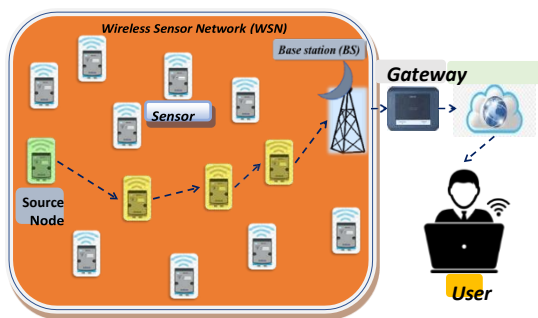 Wireless Sensor Network (WSN)
Base station (BS)
Gateway
Sensor
Source
Node
User